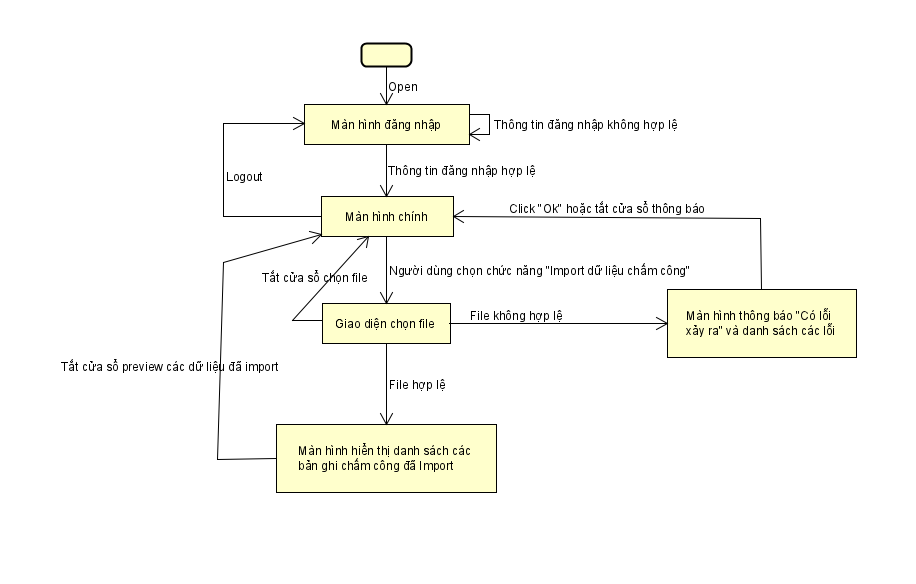 Open
Màn hình đăng nhập
Thông tin đăng nhập không hợp lệ
Logout
Thông tin đăng nhập hợp lệ
Màn hình chính
Click "Ok" hoặc tắt cửa sổ thông báo
Tắt cửa sổ chọn file
Người dùng chọn chức năng "Import dữ liệu chấm công"
Giao diện chọn file
File không hợp lệ
Màn hình thông báo "Có lỗi
xảy ra" và danh sách các lỗi
Tắt cửa sổ preview các dữ liệu đã import
File hợp lệ
Màn hình hiển thị danh sách các
bản ghi chấm công đã Import